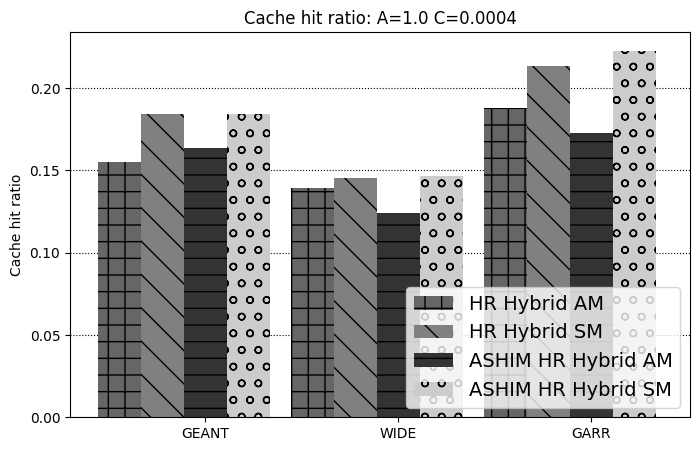 Cache hit ratio: A=1.0 C=0.0004
Cache hit ratio
0.20
0.15
0.10
0.05
0.00
HR Hybrid AM
HR Hybrid SM
ASHIM HR Hybrid AM
ASHIM HR Hybrid SM
GEANT
WIDE
GARR